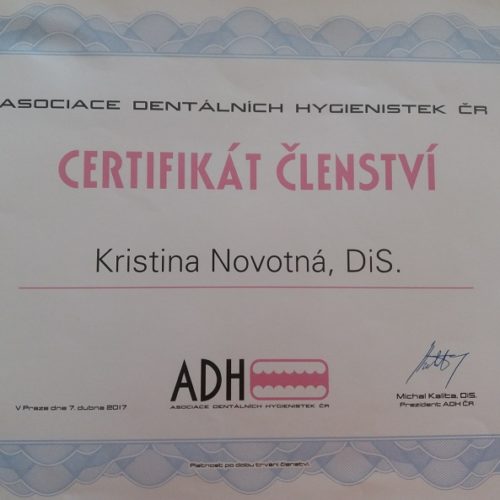 ASOCIACE DENTÁLNÍCH HYGIENISTEK ČR
CERTIFIKÁT ČLENSTVÍ
Kristina Novotná, DiS.
ADH
ASOCIACE DENTÁLNÍCH HYGIENISTEK ČR
V Praze dne 7. dubna 2017
Michal Kalita, DiS.
Prezident ADH ČR
Platnost po dobu trvání členství.